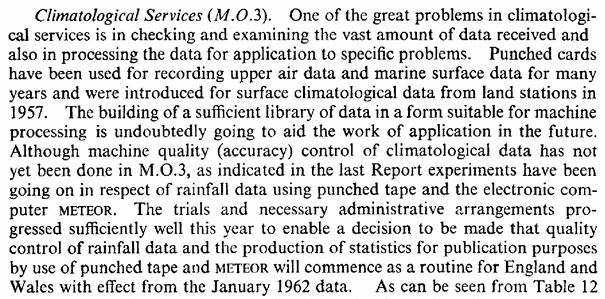 Climatological Services (M.O.3). One of the great problems in climatologi-
cal services is in checking and examining the vast amount of data received and
also in processing the data for application to specific problems. Punched cards
have been used for recording upper air data and marine surface data for many
years and were introduced for surface climatological data from land stations in
1957. The building of a sufficient library of data in a form suitable for machine
processing is undoubtedly going to aid the work of application in the future.
Although machine quality (accuracy) control of climatological data has not
yet been done in M.O.3, as indicated in the last Report experiments have been
going on in respect of rainfall data using punched tape and the electronic com-
puter METEOR. The trials and necessary administrative arrangements pro-
gressed sufficiently well this year to enable a decision to be made that quality
control of rainfall data and the production of statistics for publication purposes
by use of punched tape and METEOR will commence as a routine for England and
Wales with effect from the January 1962 data. As can be seen from Table 12